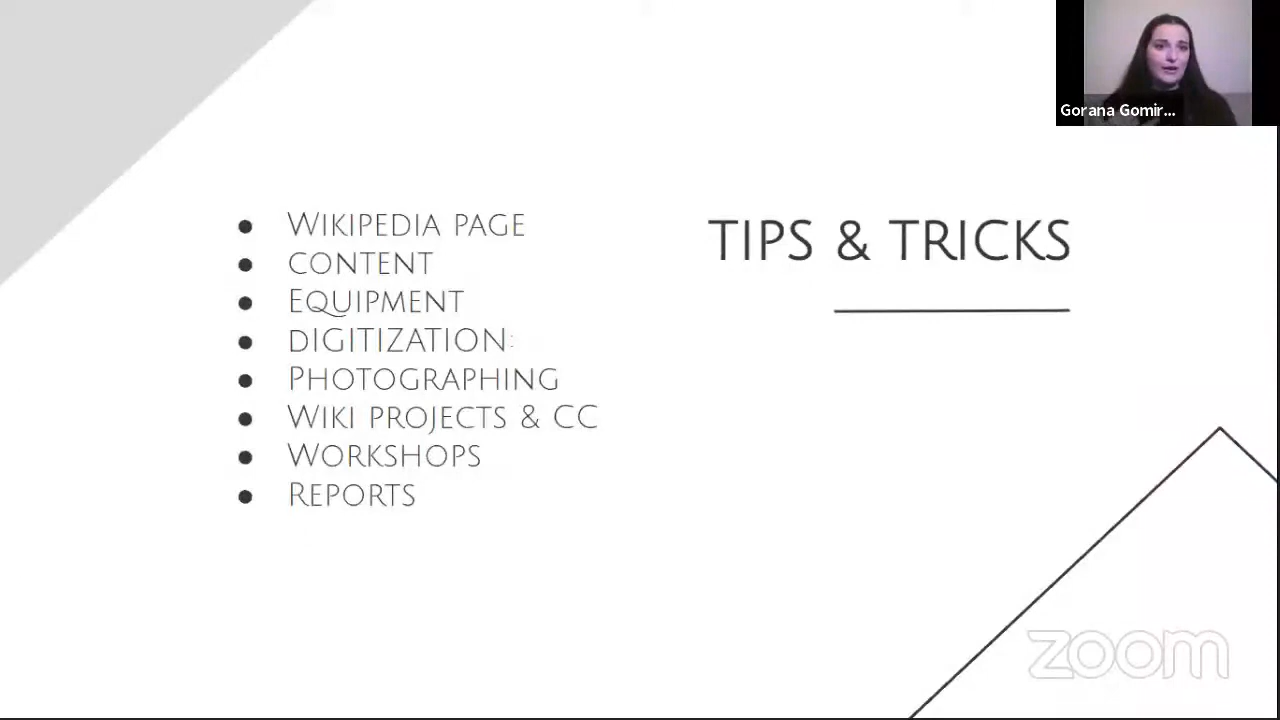 Gorana Gomir...
TIPS & TRICKS
● WIKIPEDIA PAGE
● CONTENT
● EQUIPMENT
● DIGITIZATION:
● PHOTOGRAPHING
● WIKI PROJECTS & CC
● WORKSHOPS
● REPORTS
zoom